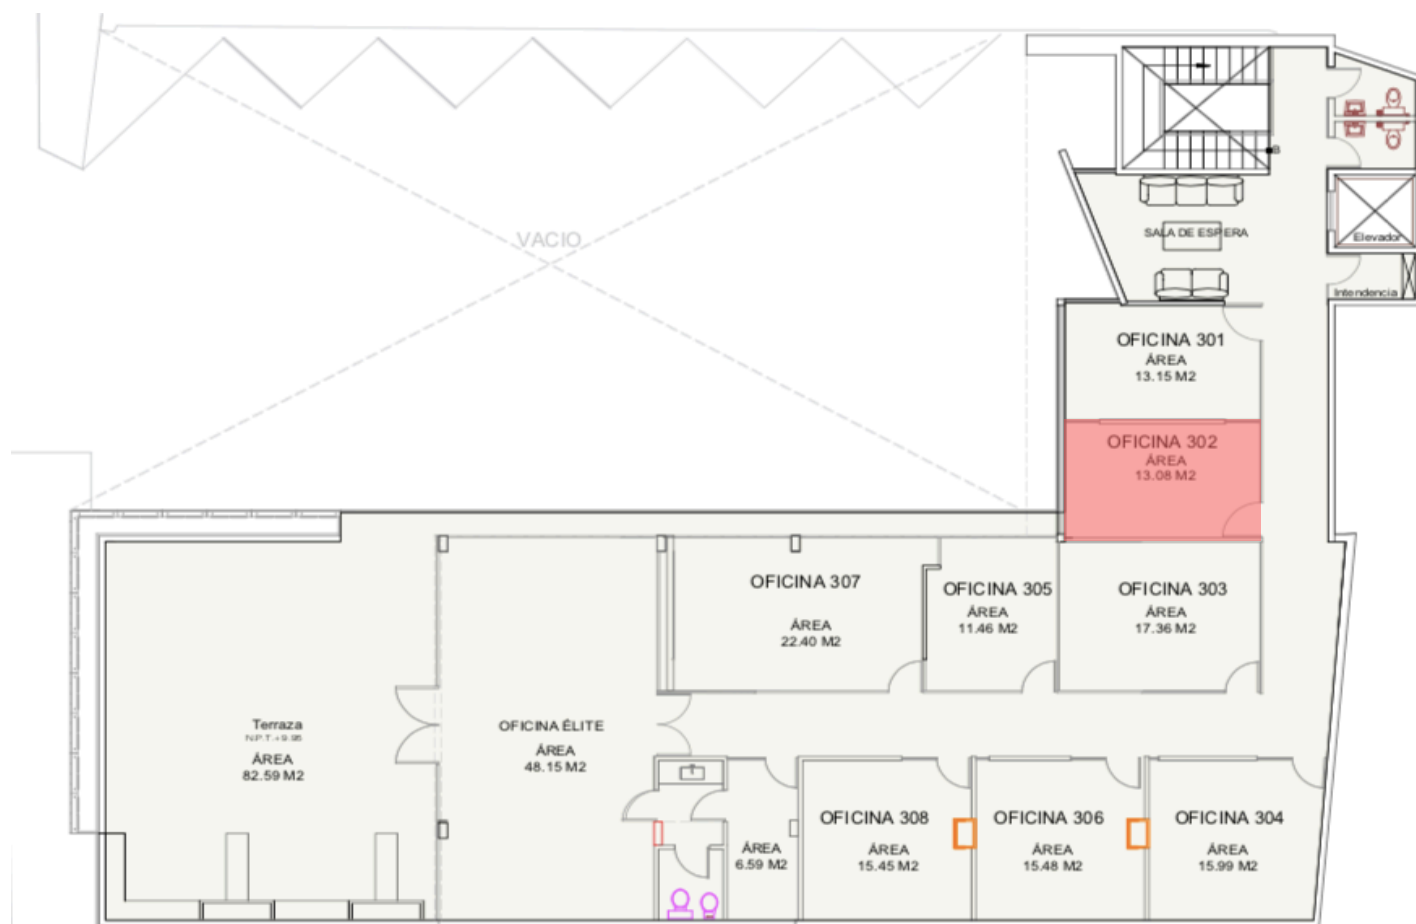 B
VACIO
SALA DE ESPERA
Elevador
Intendencia
OFICINA 301
ÁREA
13.15 M2
OFICINA 302
ÁREA
13.08 M2
OFICINA 307
ÁREA
22.40 M2
OFICINA 305
ÁREA
11.46 M2
OFICINA 303
ÁREA
17.36 M2
Terraza
N.P.T.+9.95
ÁREA
82.59 M2
OFICINA ÉLITE
ÁREA
48.15 M2
ÁREA
6.59 M2
OFICINA 308
ÁREA
15.45 M2
OFICINA 306
ÁREA
15.48 M2
OFICINA 304
ÁREA
15.99 M2